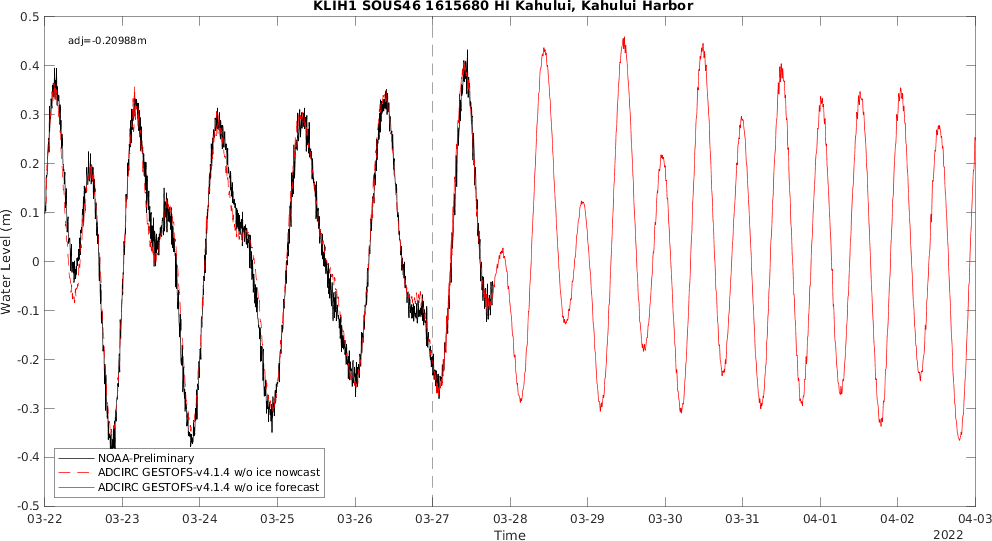 KLIH1 SOUS46 1615680 HI Kahului, Kahului Harbor
adj=-0.20988m
0.5
0.4
0.3
0.2
0.1
0
-0.1
-0.2
-0.3
-0.4
-0.5
Water Level (m)
NOAA-Preliminary
ADCIRC GESTOFS-v4.1.4 w/o ice nowcast
ADCIRC GESTOFS-v4.1.4 w/o ice forecast
03-22 03-23 03-24 03-25 03-26 03-27 03-28 03-29 03-30 03-31 04-01 04-02 04-03
Time
2022